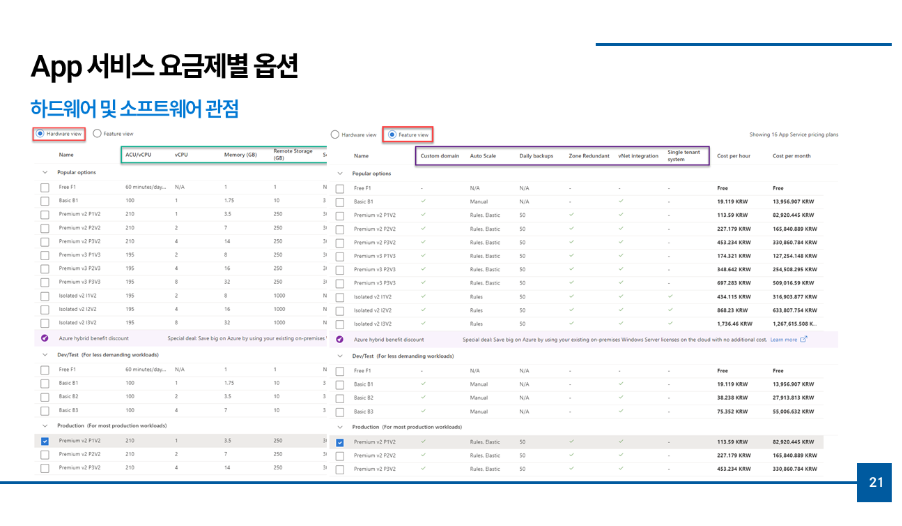 App 서비스 요금제별 옵션
하드웨어 및 소프트웨어 관점
Hardware view Feature view
Name ACU/vCPU vCPU Memory (GB) Remote Storage (GB)
Popular options
Free F1 60 minutes/day... N/A 1 1 N
Basic B1 100 1 1.75 10 3
Premium v2 P1V2 210 1 3.5 250
Premium v2 P2V2 210 2 7 250
Premium v2 P3V2 210 4 14 250
Premium v3 P1V3 195 2 8 250
Premium v3 P2V3 195 4 16 250
Premium v3 P3V3 195 8 32 250
Isolated v2 I1V2 195 2 8 1000 N
Isolated v2 I2V2 195 4 16 1000 N
Isolated v2 I3V2 195 8 32 1000 N
Azure hybrid benefit discount Special deal: Save big on Azure by using your existing on-premises
Dev/Test (For less demanding workloads)
Free F1 60 minutes/day... N/A 1 1 N
Basic B1 100 1 1.75 10 3
Basic B2 100 2 3.5 10 3
Basic B3 100 4 7 10 3
Production (For most production workloads)
Premium v2 P1V2 210 1 3.5 250
Premium v2 P2V2 210 2 7 250
Premium v2 P3V2 210 4 14 250
Hardware view Feature view Showing 15 App Service pricing plans
Name Custom domain Auto Scale Daily backups Zone Redundant vNet integration Single tenant system Cost per hour Cost per month
Popular options
Free F1 - N/A N/A - - - Free Free
Basic B1 ✓ Manual N/A - ✓ - 19.119 KRW 13,956.907 KRW
Premium v2 P1V2 ✓ Rules, Elastic 50 ✓ ✓ - 113.59 KRW 82,920.445 KRW
Premium v2 P2V2 ✓ Rules, Elastic 50 ✓ ✓ - 227.179 KRW 165,840.889 KRW
Premium v2 P3V2 ✓ Rules, Elastic 50 ✓ ✓ - 453.234 KRW 330,860.784 KRW
Premium v3 P1V3 ✓ Rules, Elastic 50 ✓ ✓ - 174.321 KRW 127,254.148 KRW
Premium v3 P2V3 ✓ Rules, Elastic 50 ✓ ✓ - 348.642 KRW 254,508.295 KRW
Premium v3 P3V3 ✓ Rules, Elastic 50 ✓ ✓ - 697.283 KRW 509,016.59 KRW
Isolated v2 I1V2 ✓ Rules 50 ✓ ✓ ✓ 434.115 KRW 316,903.877 KRW
Isolated v2 I2V2 ✓ Rules 50 ✓ ✓ ✓ 868.23 KRW 633,807.754 KRW
Isolated v2 I3V2 ✓ Rules 50 ✓ ✓ ✓ 1,736.46 KRW 1,267,615.508 K...
Azure hybrid benefit discount Special deal: Save big on Azure by using your existing on-premises Windows Server licenses on the cloud with no additional cost. Learn more
Dev/Test (For less demanding workloads)
Free F1 - N/A N/A - - - Free Free
Basic B1 ✓ Manual N/A - ✓ - 19.119 KRW 13,956.907 KRW
Basic B2 ✓ Manual N/A - ✓ - 38.238 KRW 27,913.813 KRW
Basic B3 ✓ Manual N/A - ✓ - 75.352 KRW 55,006.632 KRW
Production (For most production workloads)
Premium v2 P1V2 ✓ Rules, Elastic 50 ✓ ✓ - 113.59 KRW 82,920.445 KRW
Premium v2 P2V2 ✓ Rules, Elastic 50 ✓ ✓ - 227.179 KRW 165,840.889 KRW
Premium v2 P3V2 ✓ Rules, Elastic 50 ✓ ✓ - 453.234 KRW 330,860.784 KRW
21